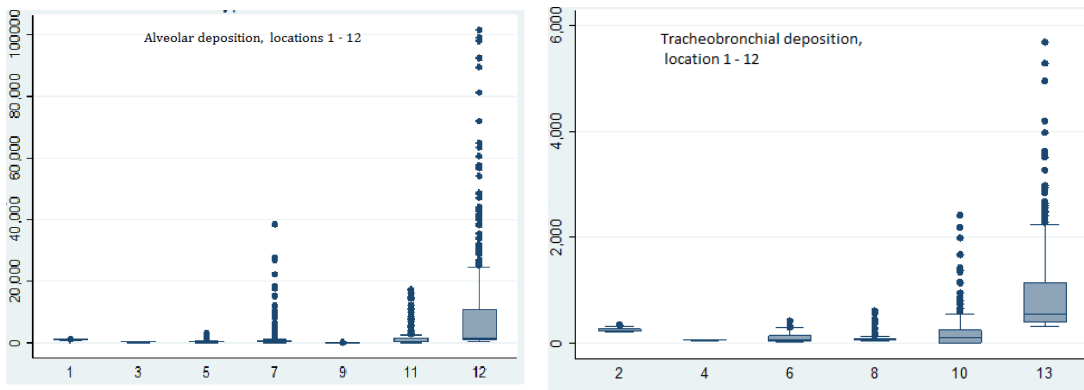 Alveolar deposition, locations 1 - 12
100000
80,000
60,000
40,000
20,000
0
1 3 5 7 9 11 12
Tracheobronchial deposition,
location 1 - 12
6,000
4,000
2,000
0
2 4 6 8 10 13